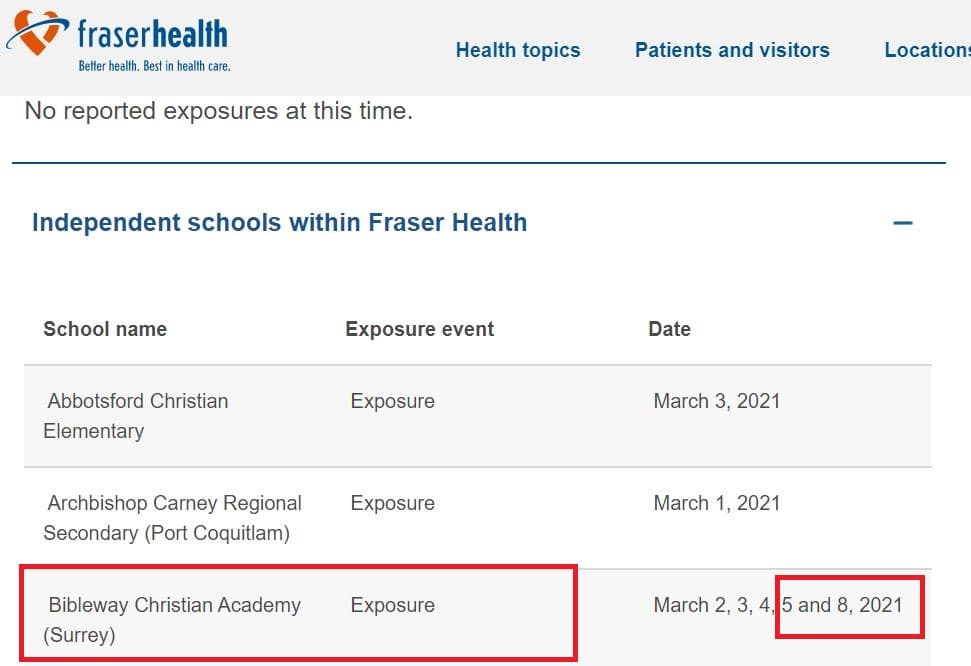 fraserhealth
Better health. Best in health care.
Health topics
Patients and visitors
Locations
No reported exposures at this time.
Independent schools within Fraser Health
School name
Exposure event
Date
Abbotsford Christian
Elementary
Exposure
March 3, 2021
Archbishop Carney Regional
Secondary (Port Coquitlam)
Exposure
March 1, 2021
Bibleway Christian Academy
(Surrey)
Exposure
March 2, 3, 4, 5 and 8, 2021